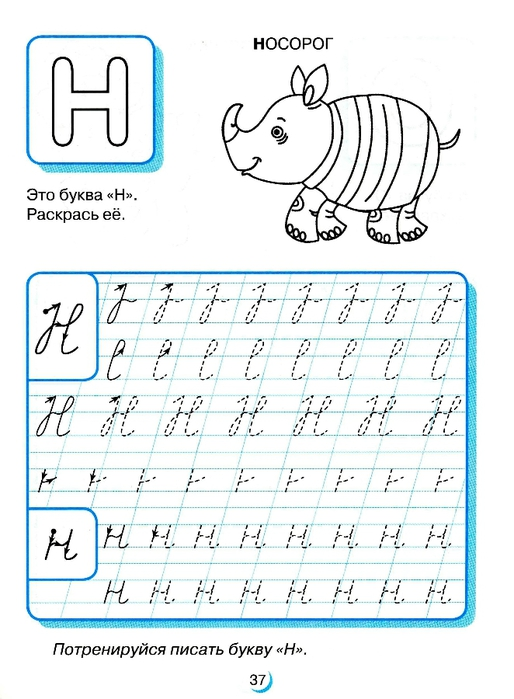 Н
НОСОРОГ
Это буква «Н».
Раскрась её.
Н
Н Н Н Н Н Н Н
Н
Н Н Н Н Н Н Н Н
Н Н Н Н Н Н Н Н
Потренируйся писать букву «Н».
37